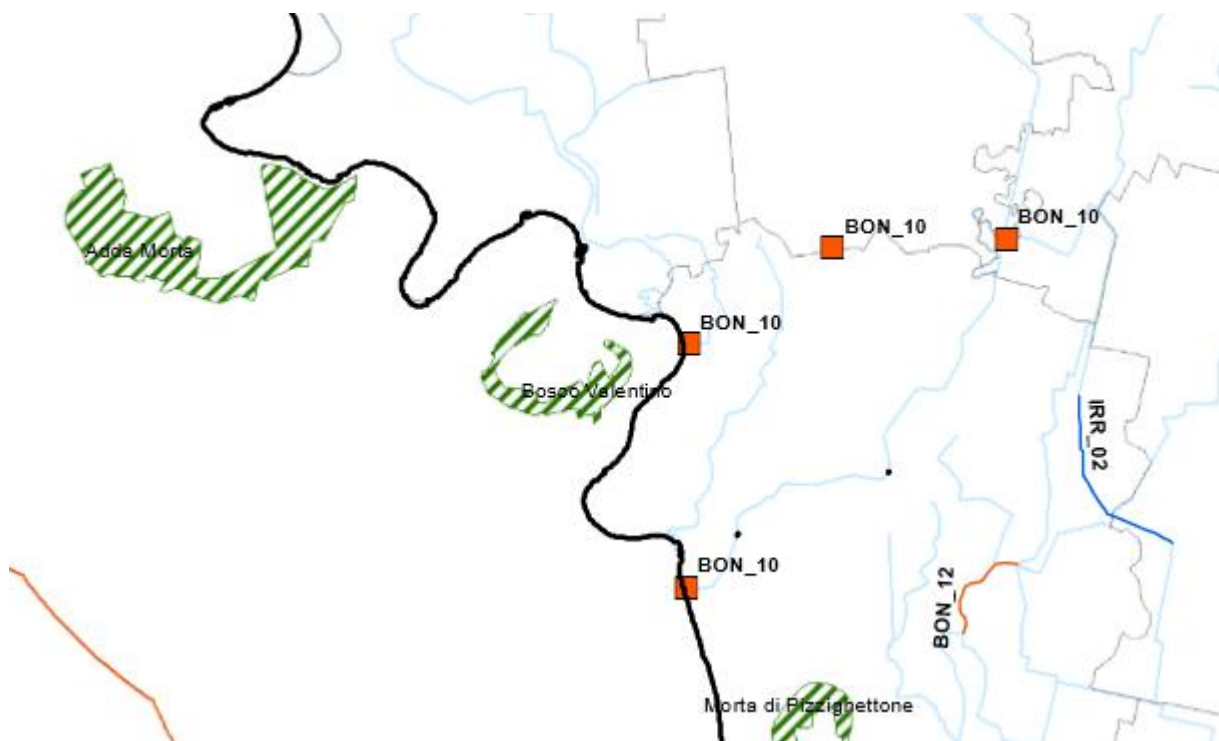 BON_10
BON_10
Adda Morta
BON_10
Bosco Valentino
IRR_02
BON_10
BON_12
Morta di Pizzighettone